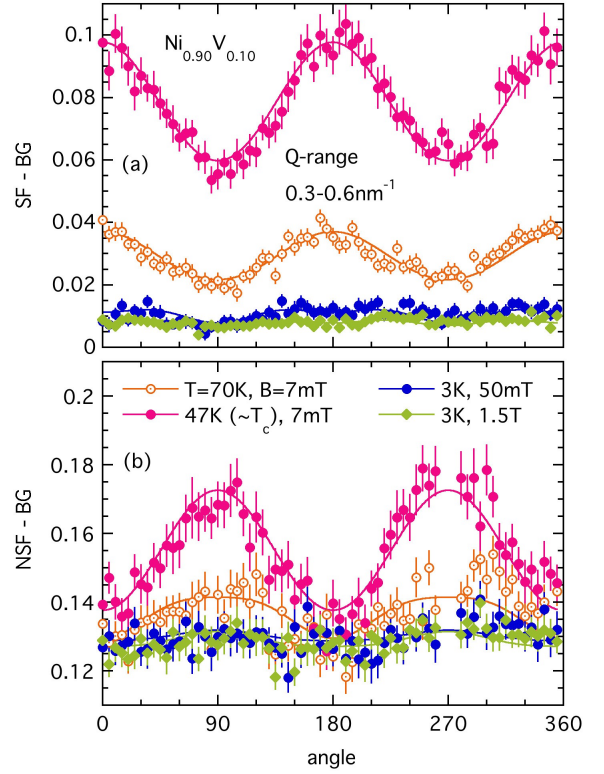 0.1
Ni0.90V0.10
0.08
SF - BG
(a)
0.06
Q-range
0.3-0.6nm-1
0.04
0.02
0
T=70K, B=7mT
3K, 50mT
0.2
47K (~Tc), 7mT
3K, 1.5T
(b)
0.18
NSF - BG
0.16
0.14
0.12
0
90
180
270
360
angle